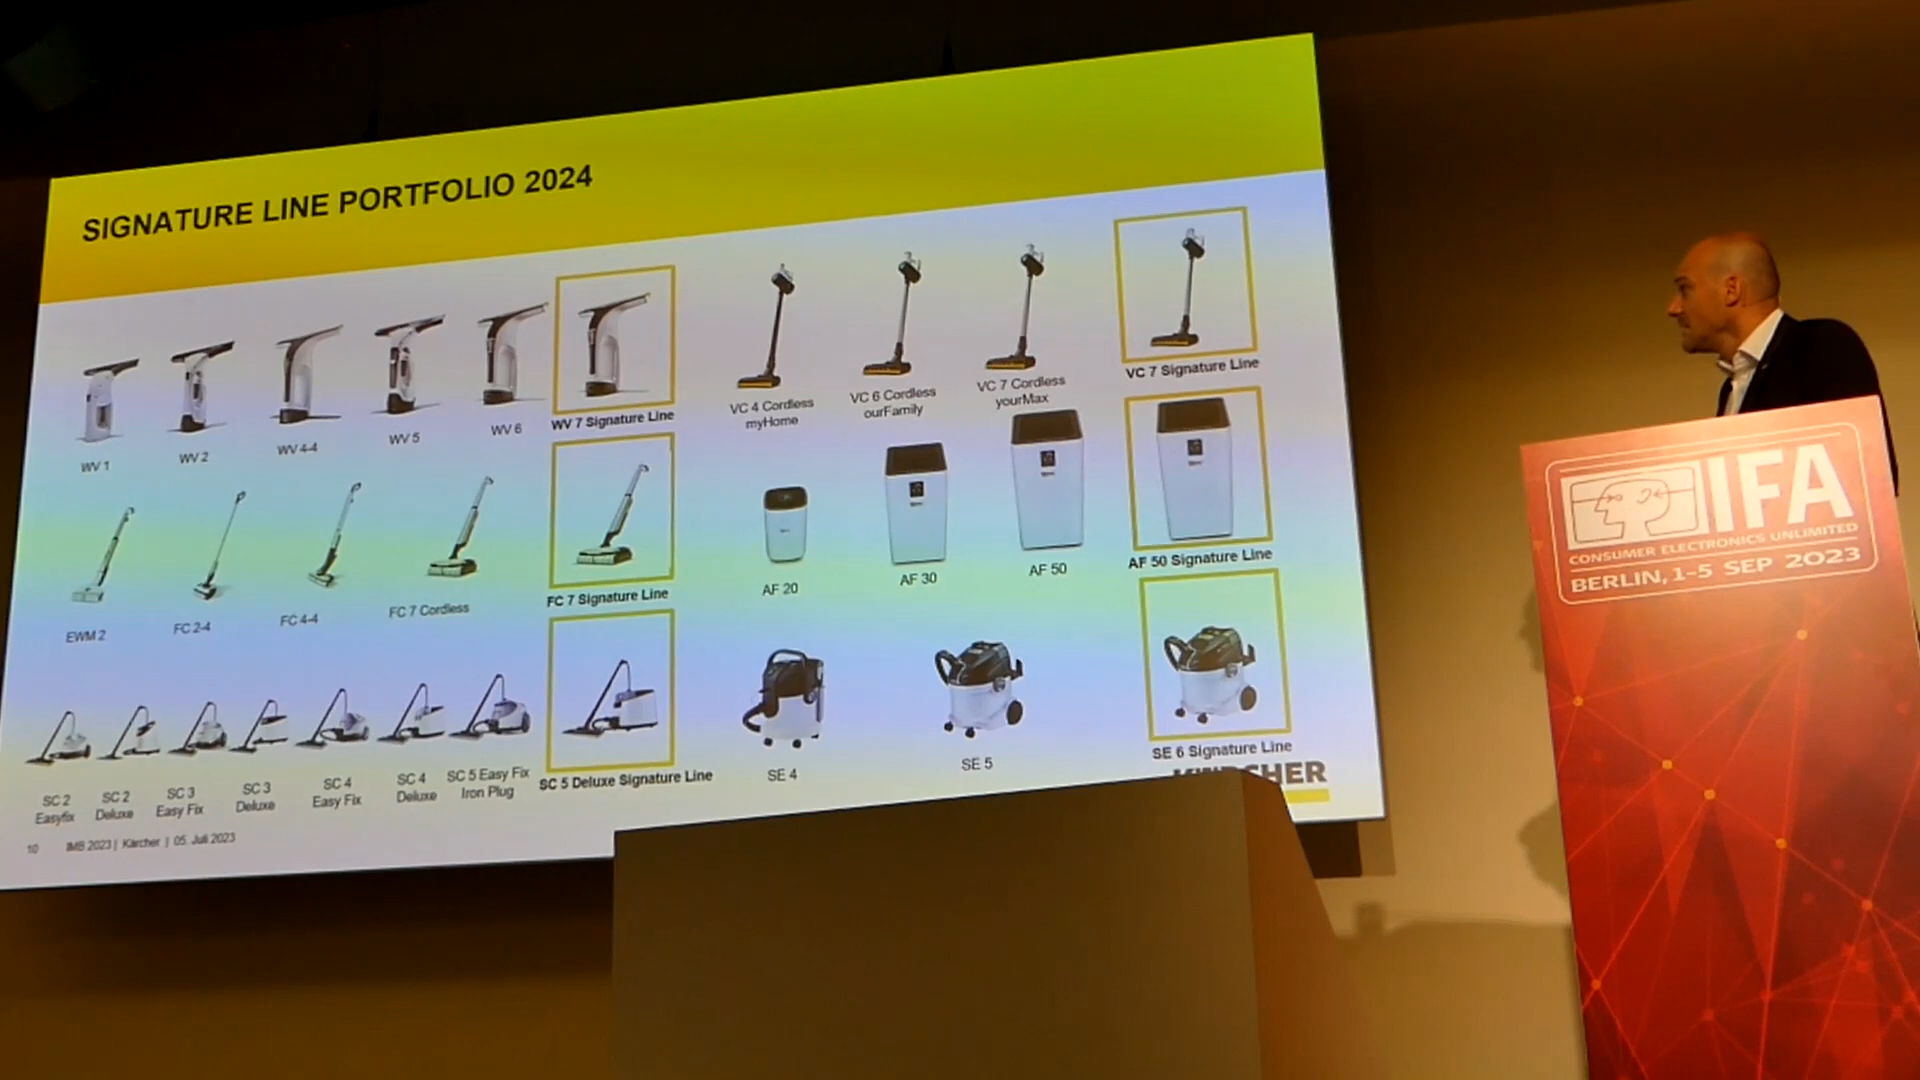 SIGNATURE LINE PORTFOLIO 2024
WV 1
WV 2
WV 4-4
WV 5
WV 6
WV 7 Signature Line
VC 4 Cordless
myHome
VC 6 Cordless
ourFamily
VC 7 Cordless
yourMax
VC 7 Signature Line
EWM 2
FC 2-4
FC 4-4
FC 7 Cordless
FC 7 Signature Line
AF 20
AF 30
AF 50
AF 50 Signature Line
SC 2
Easyfix
SC 2
Deluxe
SC 3
Easy Fix
SC 3
Deluxe
SC 4
Easy Fix
SC 4
Deluxe
SC 5 Easy Fix
Iron Plug
SC 5 Deluxe Signature Line
SE 4
SE 5
SE 6 Signature Line
KÄRCHER
10 IMB 2023 | Kärcher | 05. Juli 2023
IFA
CONSUMER ELECTRONICS UNLIMITED
BERLIN, 1-5 SEP 2023